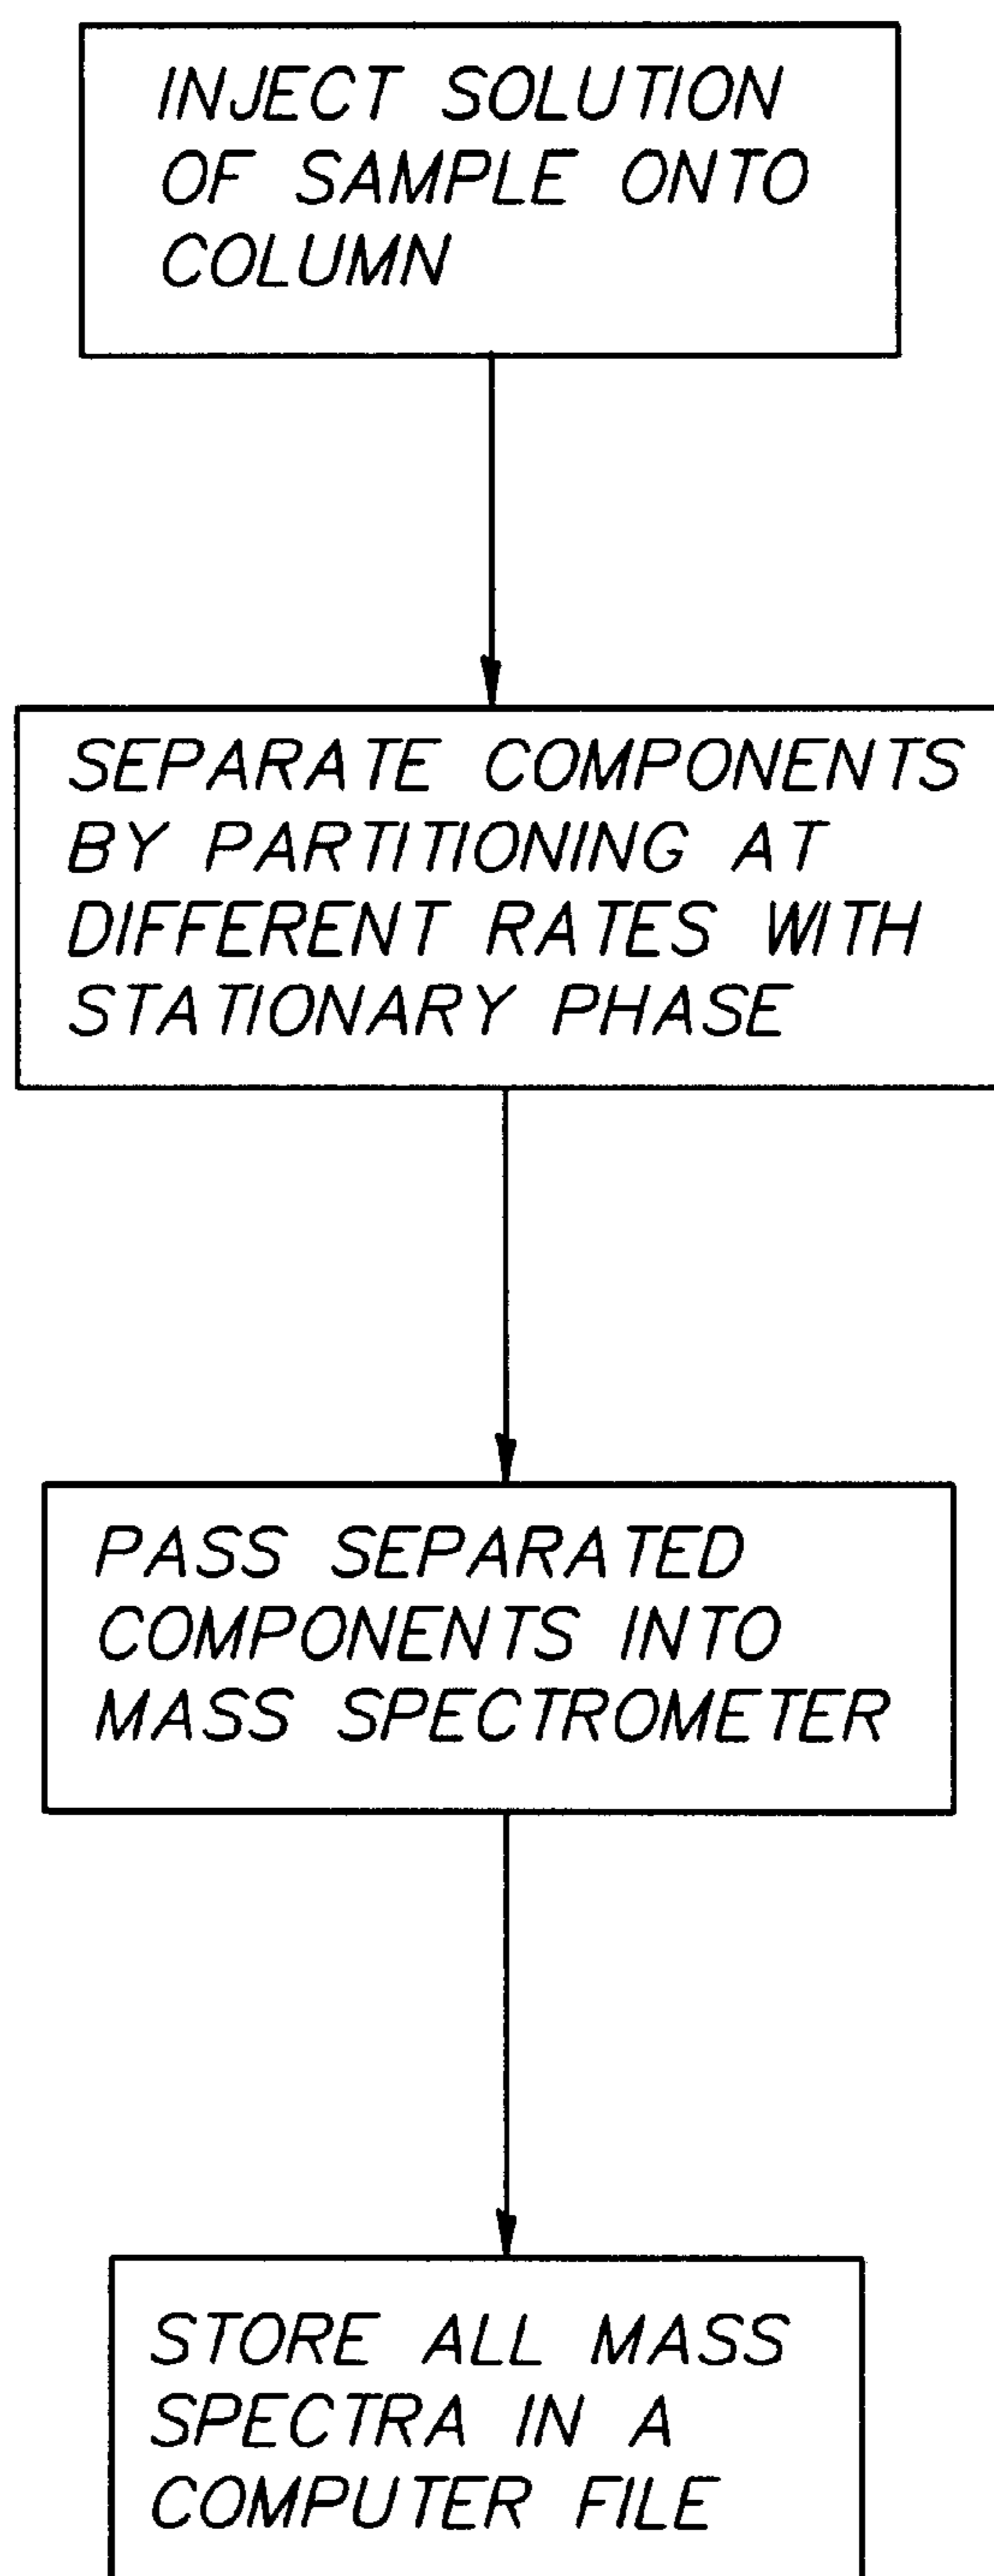 INJECT SOLUTION
OF SAMPLE ONTO
COLUMN
SEPARATE COMPONENTS
BY PARTITIONING AT
DIFFERENT RATES WITH
STATIONARY PHASE
PASS SEPARATED
COMPONENTS INTO
MASS SPECTROMETER
STORE ALL MASS
SPECTRA IN A
COMPUTER FILE